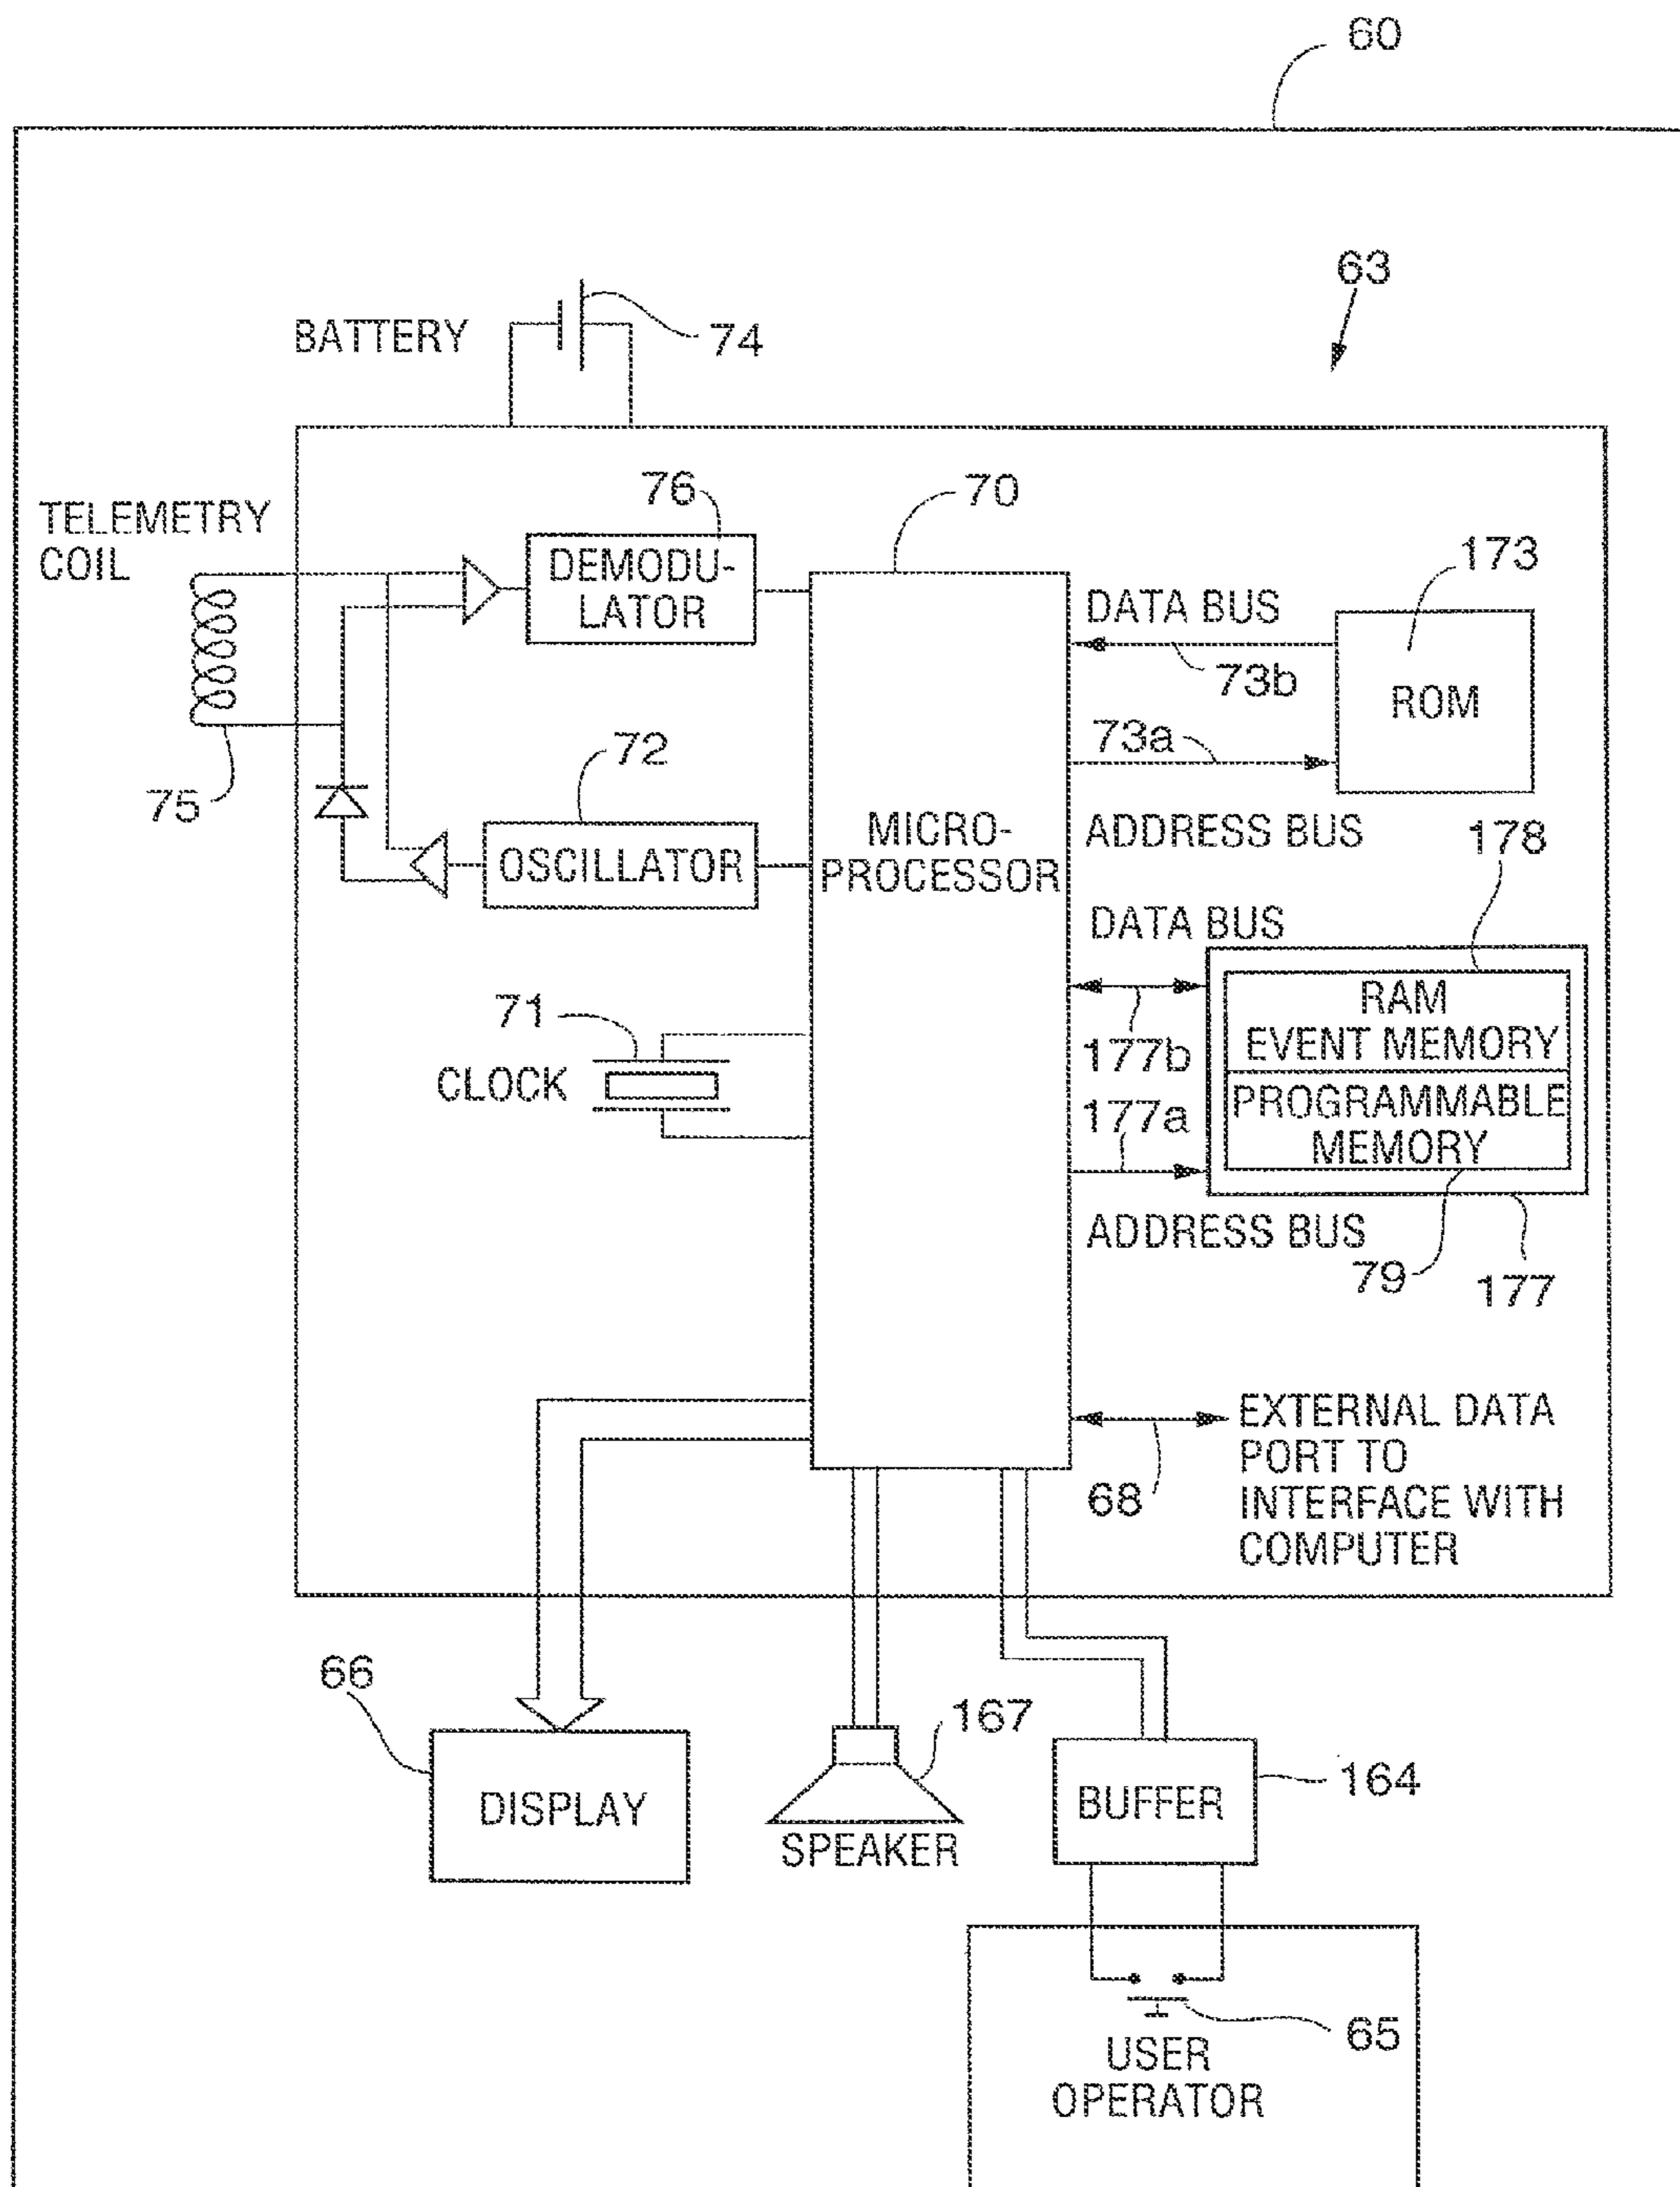 60
63
BATTERY
74
TELEMETRY
COIL
76
70
DEMODU-
LATOR
DATA BUS
173
73b
ROM
73a
72
75
OSCILLATOR
MICRO-
PROCESSOR
ADDRESS BUS
178
DATA BUS
RAM
EVENT MEMORY
71
CLOCK
177b
177a
PROGRAMMABLE
MEMORY
ADDRESS BUS
79
177
68
EXTERNAL DATA
PORT TO
INTERFACE WITH
COMPUTER
66
DISPLAY
167
SPEAKER
BUFFER
164
65
USER
OPERATOR